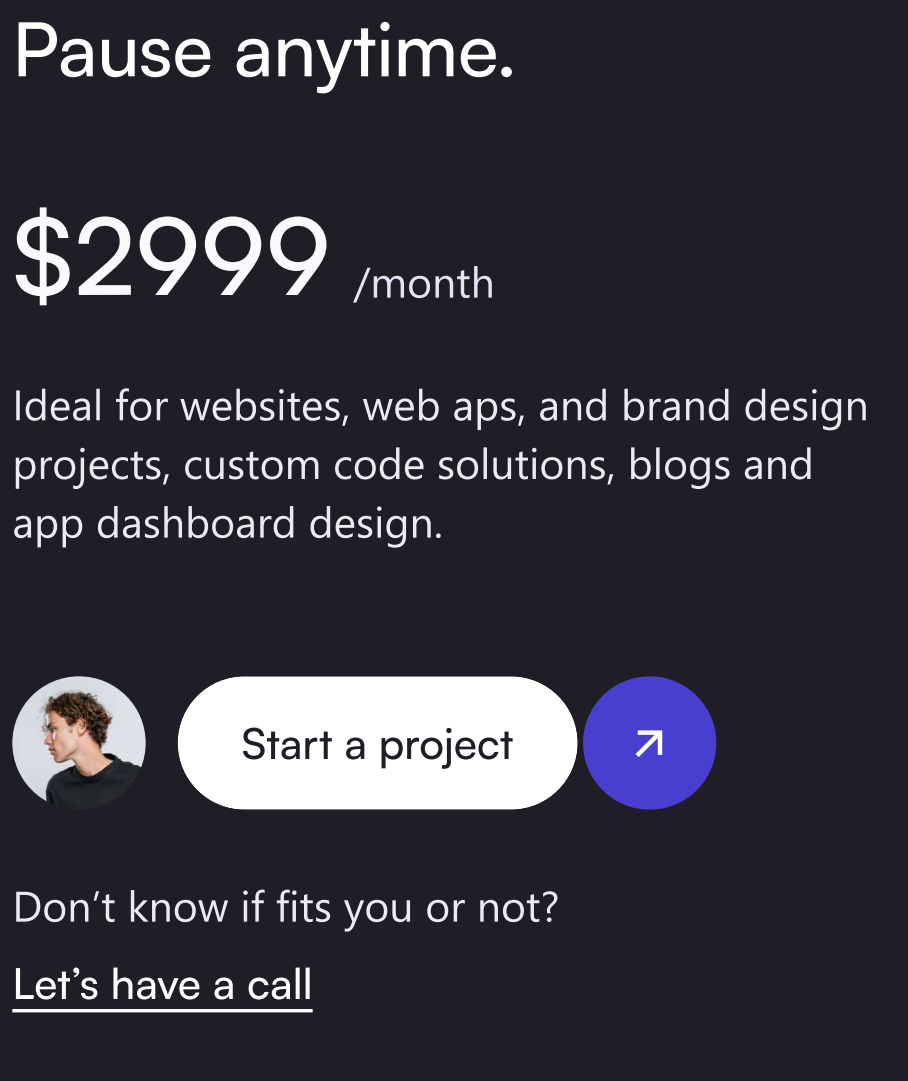 Pause anytime.
$2999 /month
Ideal for websites, web aps, and brand design
projects, custom code solutions, blogs and
app dashboard design.
Start a project
Don’t know if fits you or not?
Let’s have a call